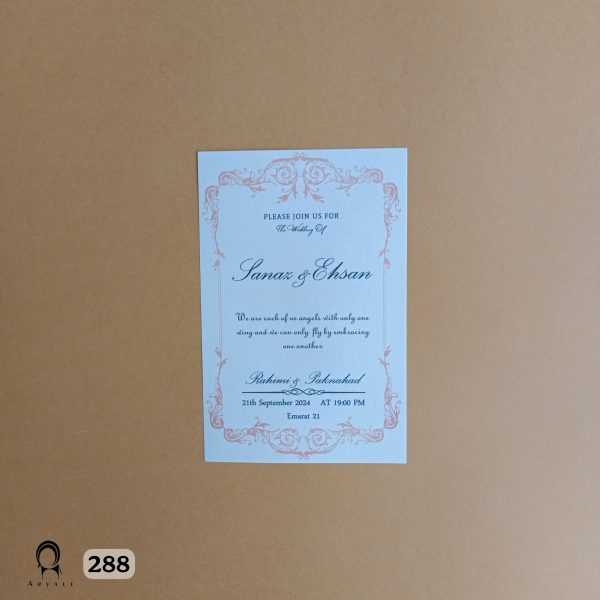 PLEASE JOIN US FOR
The Wedding Of
Sanaz & Ehsan
We are each of us angels with only one
wing and we can only fly by embracing
one another
Rahimi & Paknahad
21th September 2024 AT 19:00 PM
Emarat 21
ARYALE
288